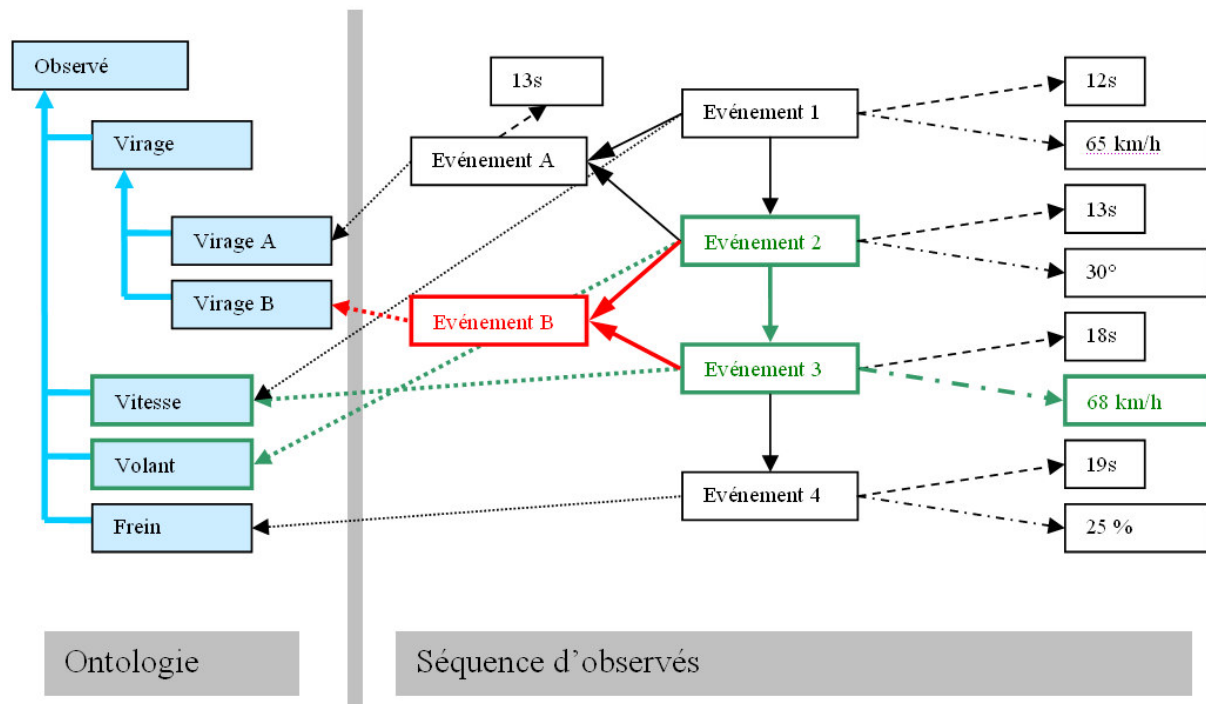 Observé
Virage
Virage A
Virage B
Vitesse
Volant
Frein
13s
Evénement A
Evénement B
Evénement 1
Evénement 2
Evénement 3
Evénement 4
12s
65 km/h
13s
30°
18s
68 km/h
19s
25 %
Ontologie
Séquence d’observés